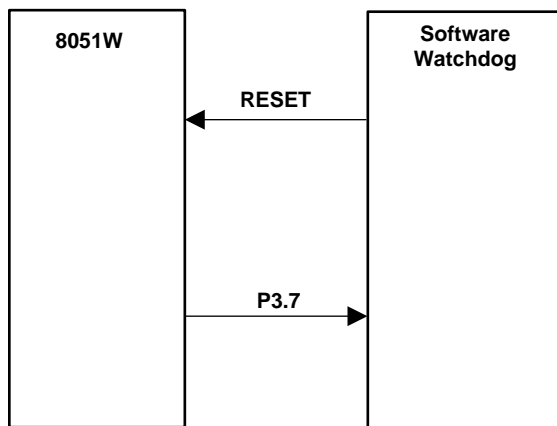 8051W
Software
Watchdog
RESET
P3.7